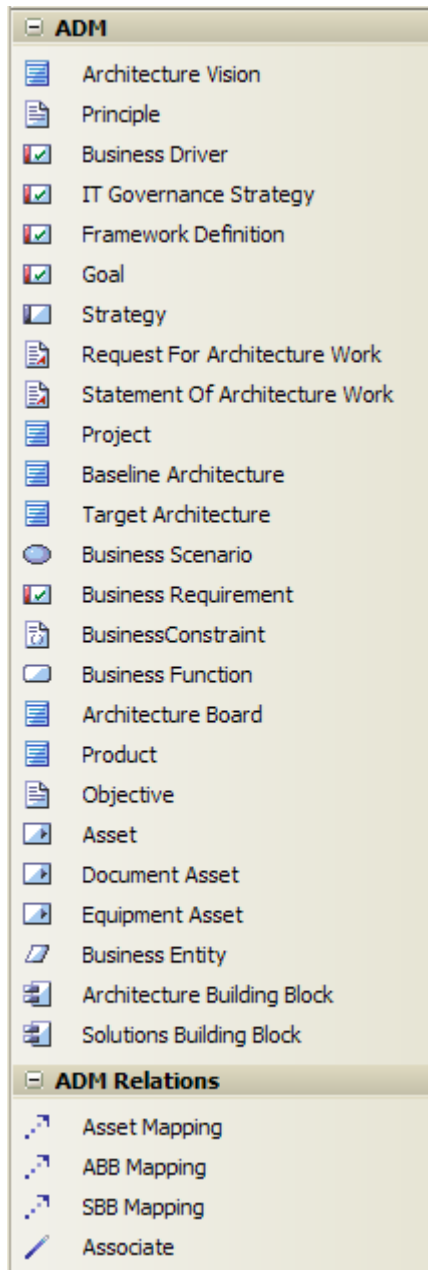 ADM
Architecture Vision
Principle
Business Driver
IT Governance Strategy
Framework Definition
Goal
Strategy
Request For Architecture Work
Statement Of Architecture Work
Project
Baseline Architecture
Target Architecture
Business Scenario
Business Requirement
BusinessConstraint
Business Function
Architecture Board
Product
Objective
Asset
Document Asset
Equipment Asset
Business Entity
Architecture Building Block
Solutions Building Block
ADM Relations
Asset Mapping
ABB Mapping
SBB Mapping
Associate